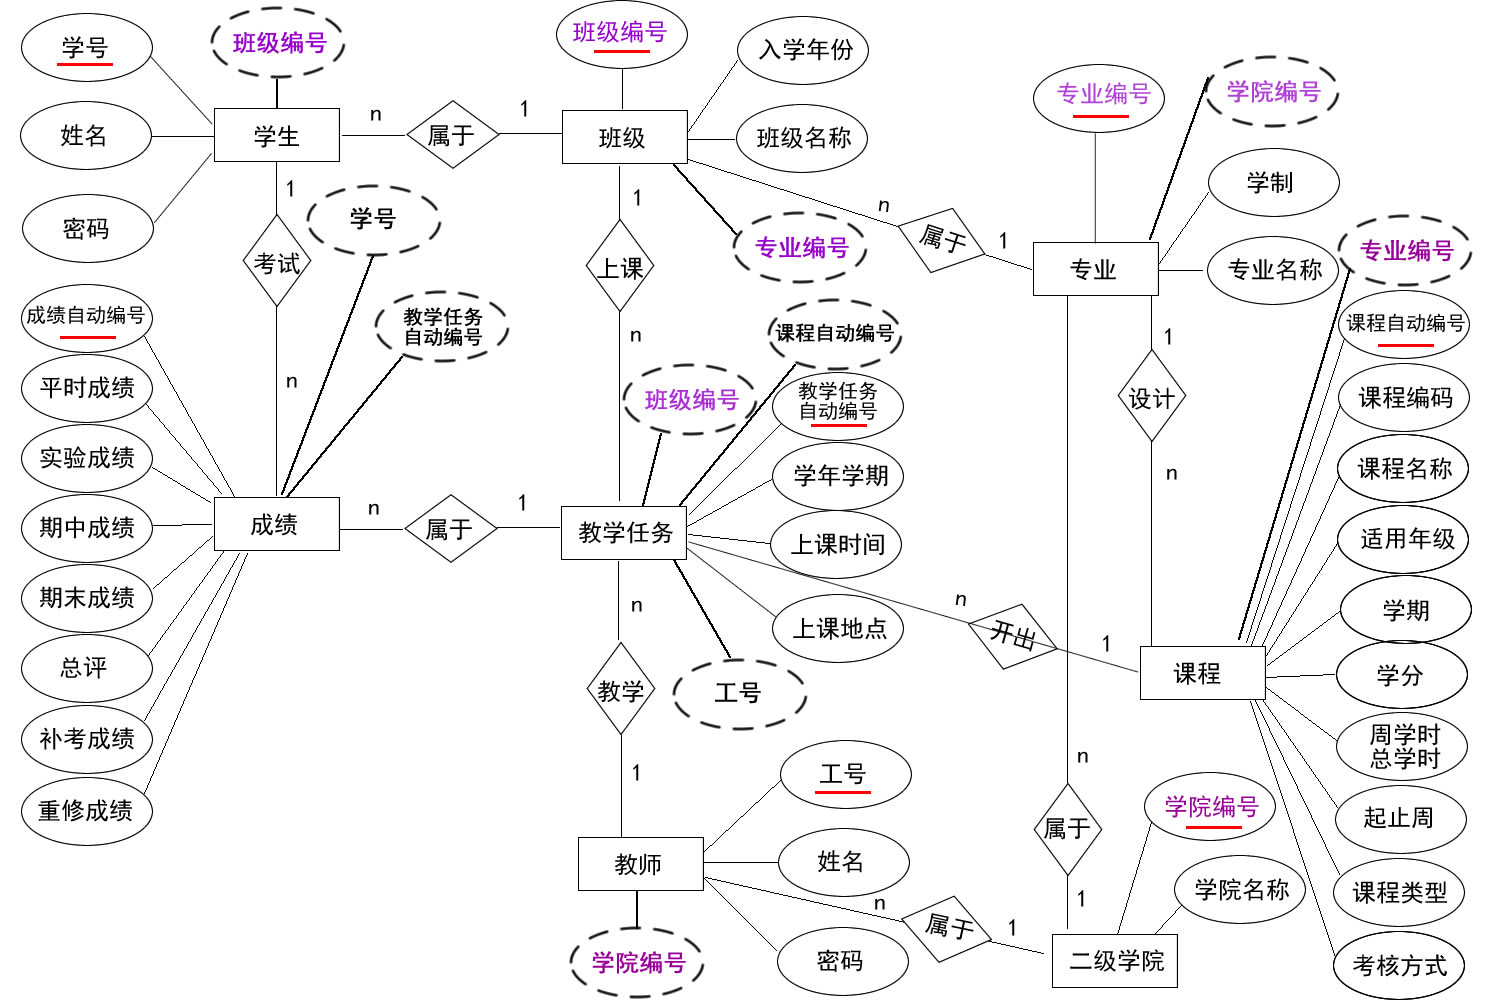 学号
班级编号
班级编号
入学年份
专业编号
学院编号
姓名
学生
n
属于
1
班级
班级名称
密码
1
学号
1
专业编号
n
属于
1
专业
学制
专业名称
专业编号
考试
上课
成绩自动编号
教学任务
自动编号
课程自动编号
课程自动编号
平时成绩
n
n
班级编号
教学任务
自动编号
1
设计
课程编码
实验成绩
学年学期
n
课程名称
期中成绩
成绩
n
属于
1
教学任务
上课时间
适用年级
期末成绩
n
上课地点
n
开出
1
学期
总评
教学
工号
课程
学分
补考成绩
1
工号
n
周学时
总学时
重修成绩
属于
学院编号
起止周
教师
姓名
n
属于
1
1
学院名称
课程类型
学院编号
密码
二级学院
考核方式